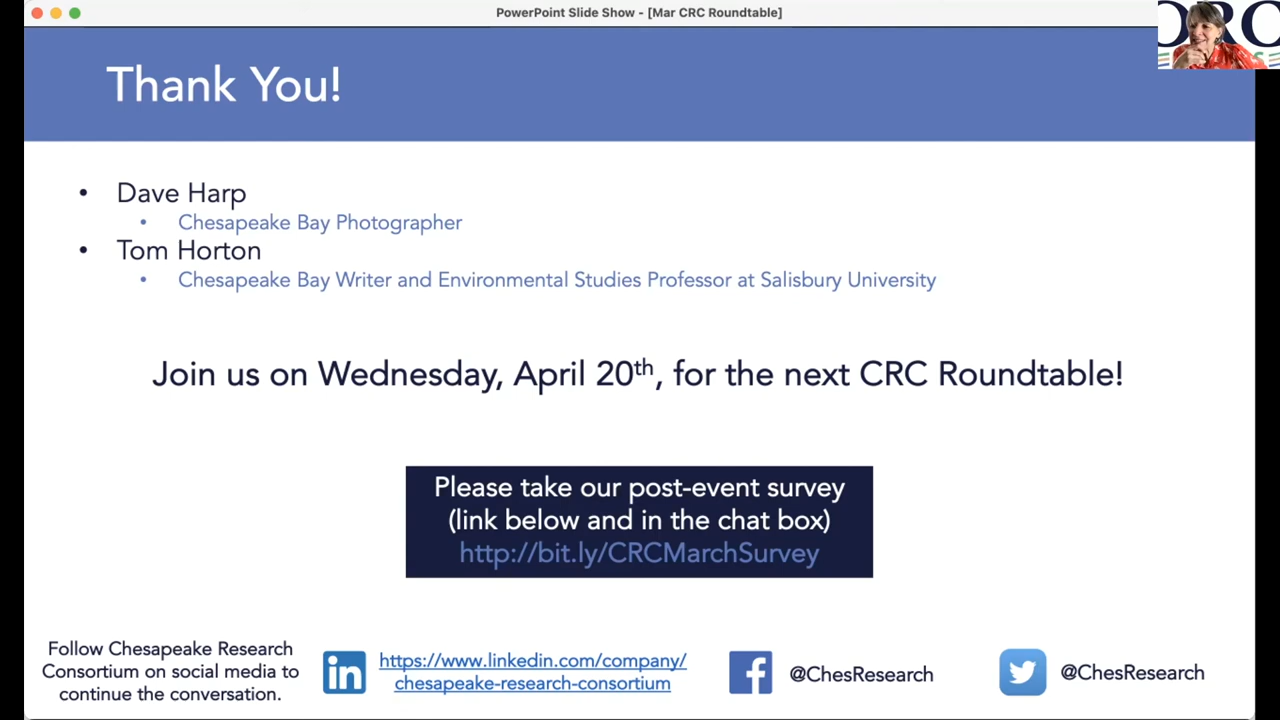 PowerPoint Slide Show - [Mar CRC Roundtable]
Thank You!
• Dave Harp
• Chesapeake Bay Photographer
• Tom Horton
• Chesapeake Bay Writer and Environmental Studies Professor at Salisbury University
Join us on Wednesday, April 20th, for the next CRC Roundtable!
Please take our post-event survey
(link below and in the chat box)
http://bit.ly/CRCMarchSurvey
Follow Chesapeake Research
Consortium on social media to
continue the conversation.
in
https://www.linkedin.com/company/
chesapeake-research-consortium
f
@ChesResearch
@ChesResearch